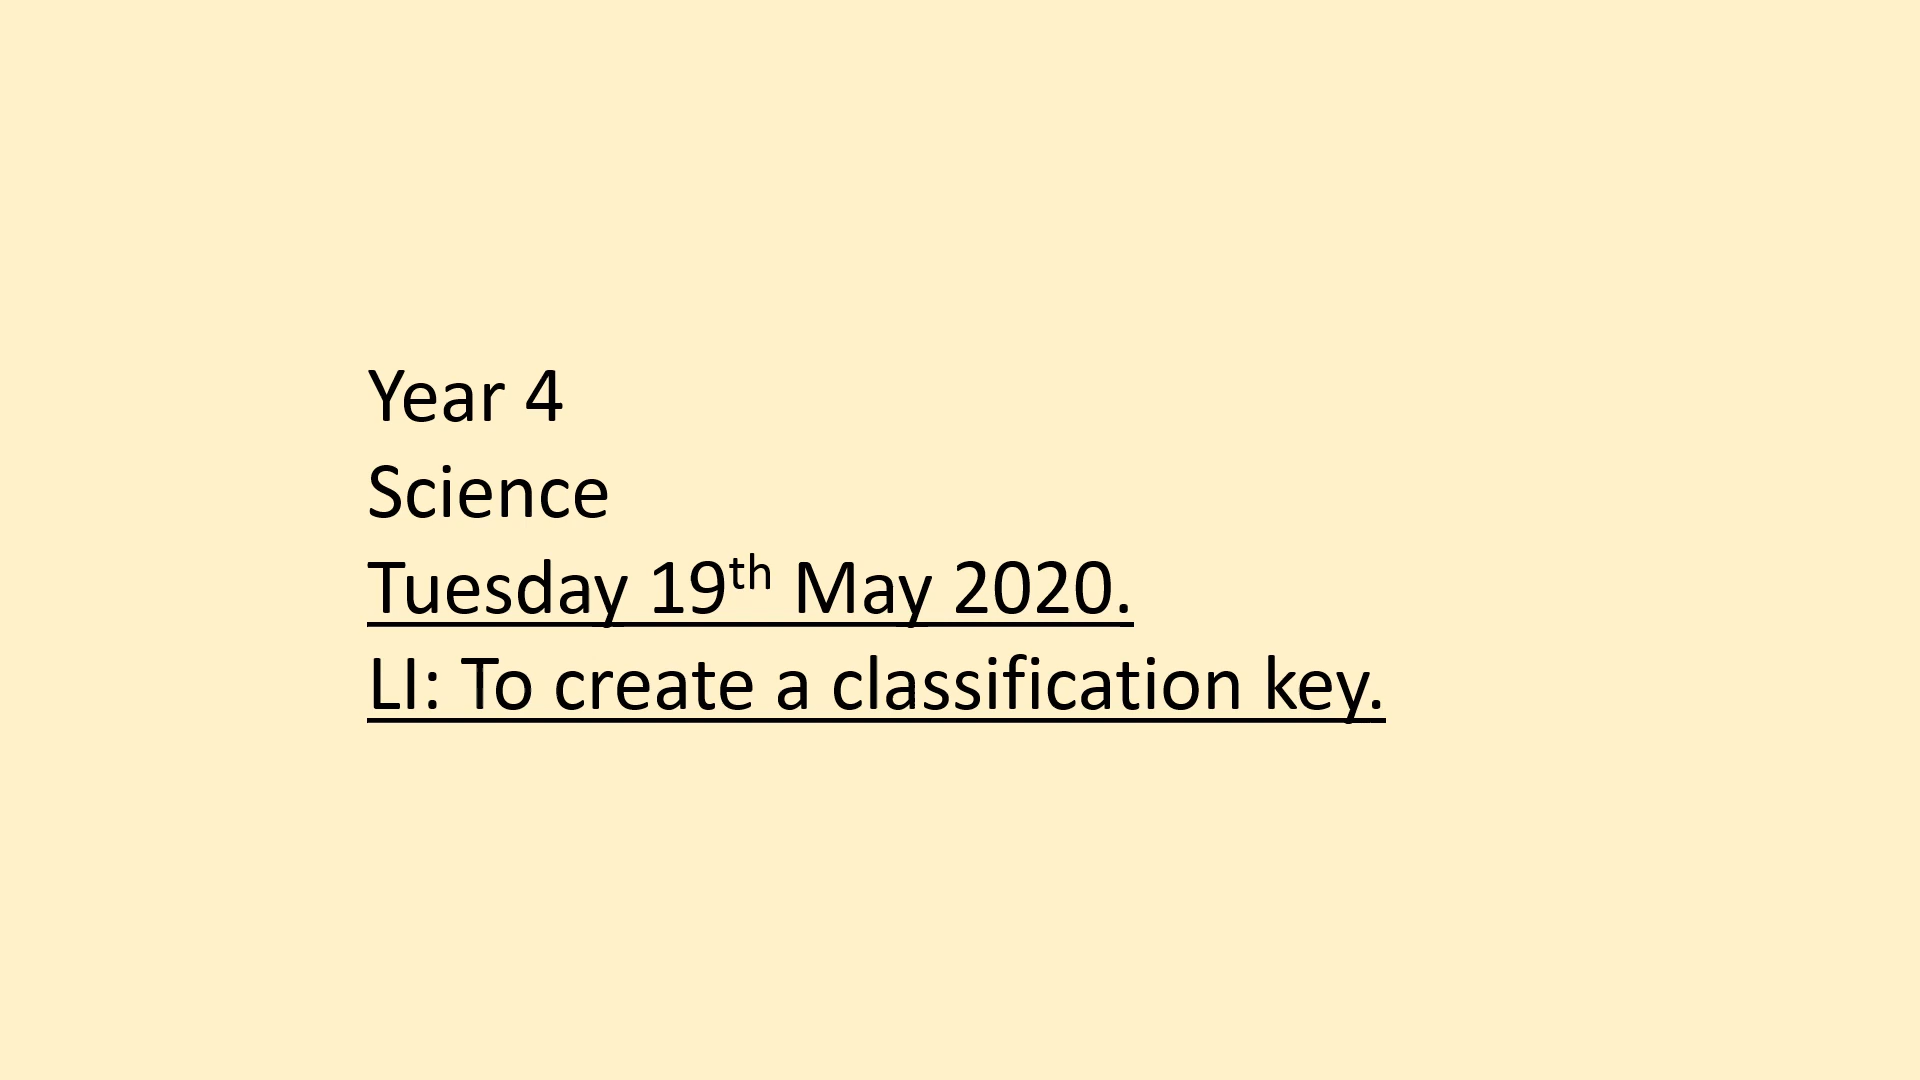 Year 4
Science
Tuesday 19th May 2020.
LI: To create a classification key.